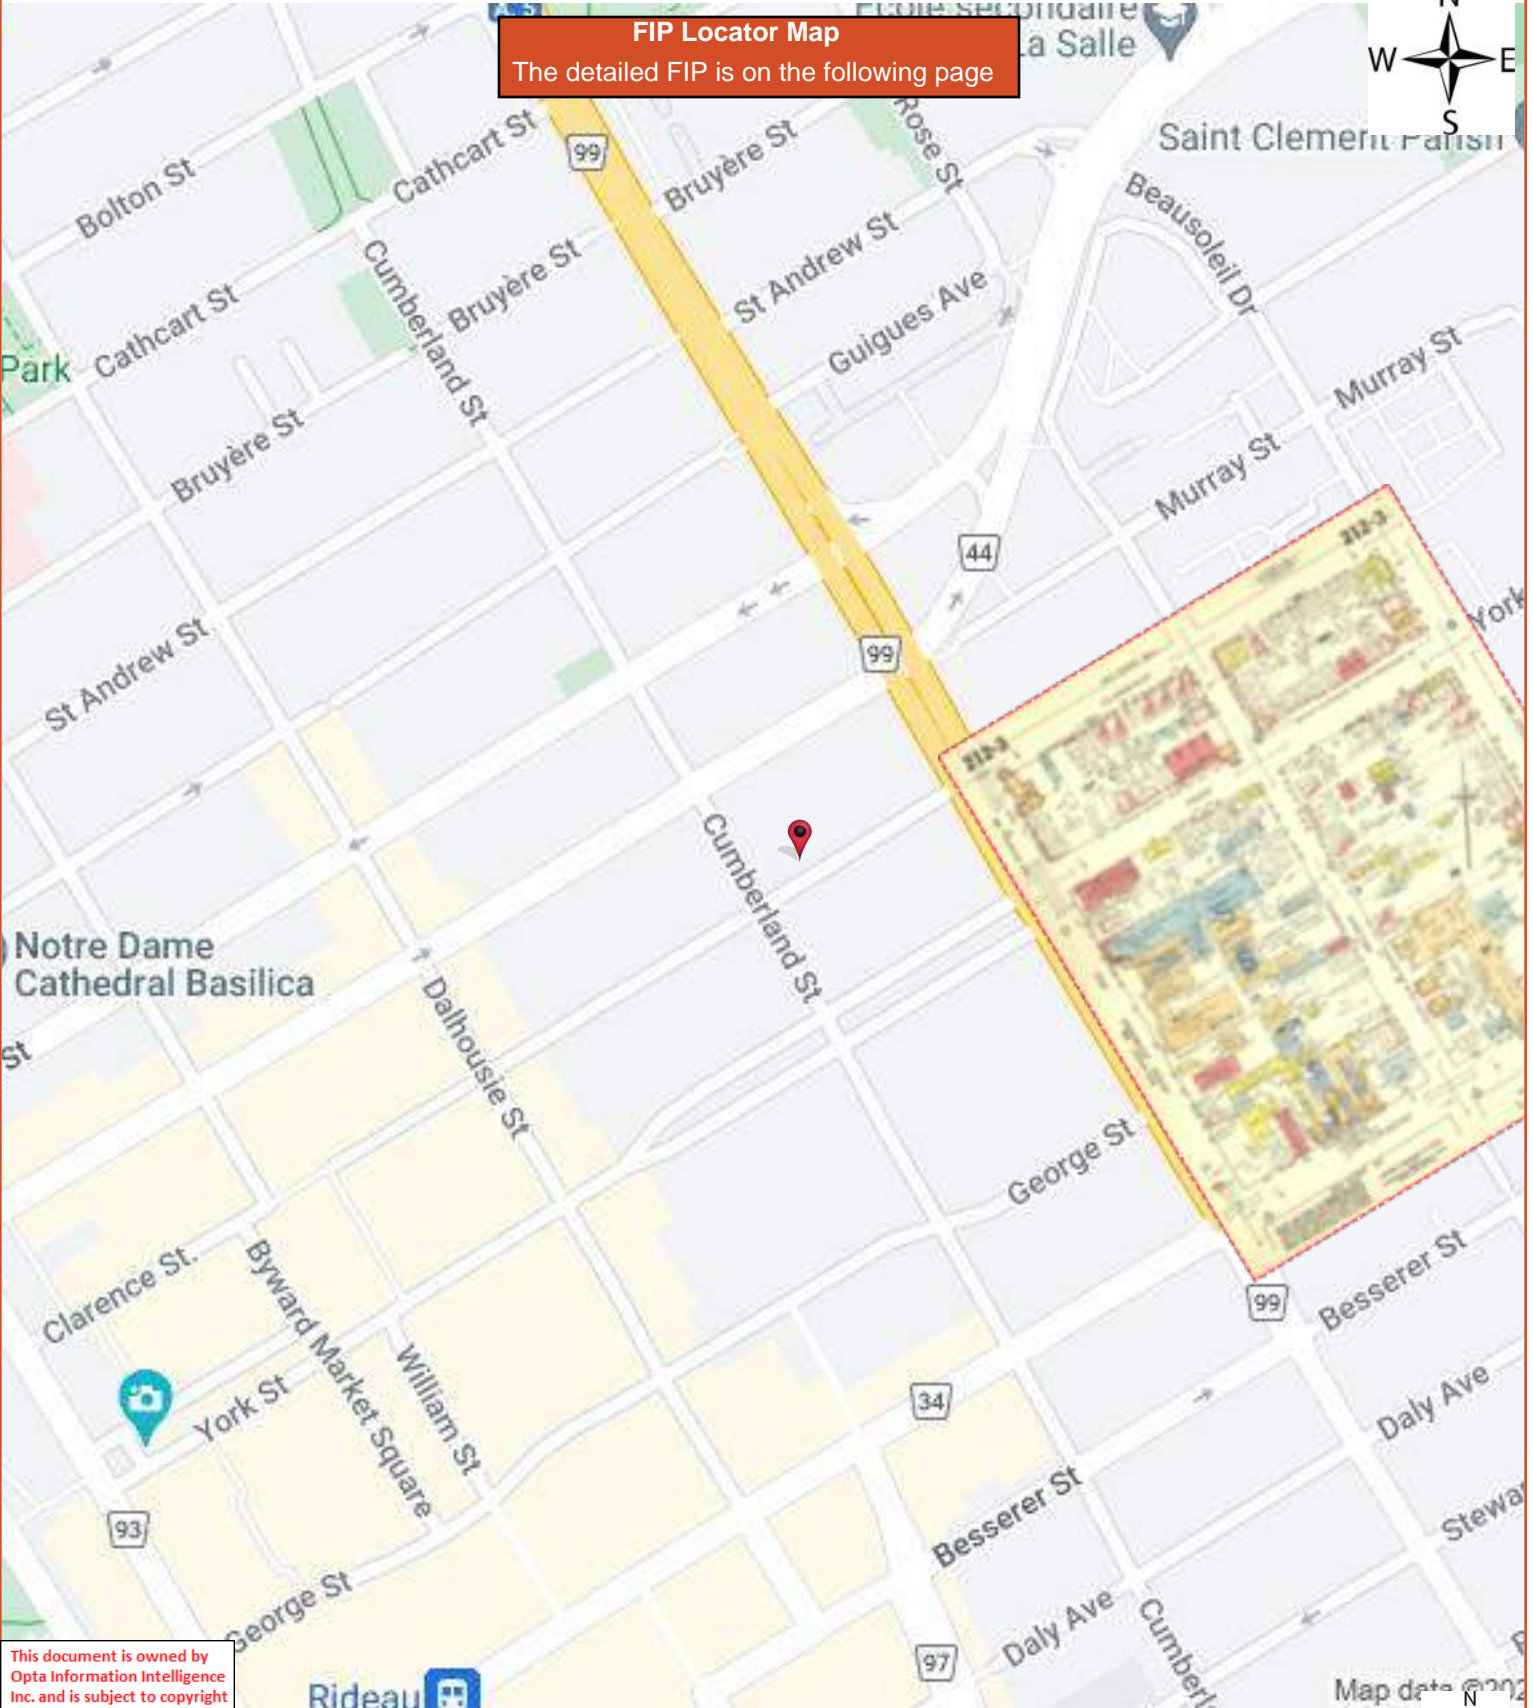 N
FIP Locator Map
The detailed FIP is on the following page
W E
S
La Salle
Saint Clement Parish
99
Cathcart St
Rose St
Bruyère St
Bolton St
Beausoleil Dr
Cumberland St
Bruyère St
St Andrew St
Cathcart St
Guigues Ave
Park
Murray St
Bruyère St
Murray St
212-3
44
York
St Andrew St
99
212-3
Cumberland St
Notre Dame
Cathedral Basilica
Dalhousie St
St
George St
Clarence St.
Byward Market Square
Besserer St
99
William St
York St
34
Daly Ave
Besserer St
93
George St
Daly Ave
97
Rideau
This document is owned by
Opta Information Intelligence
Inc. and is subject to copyright
N